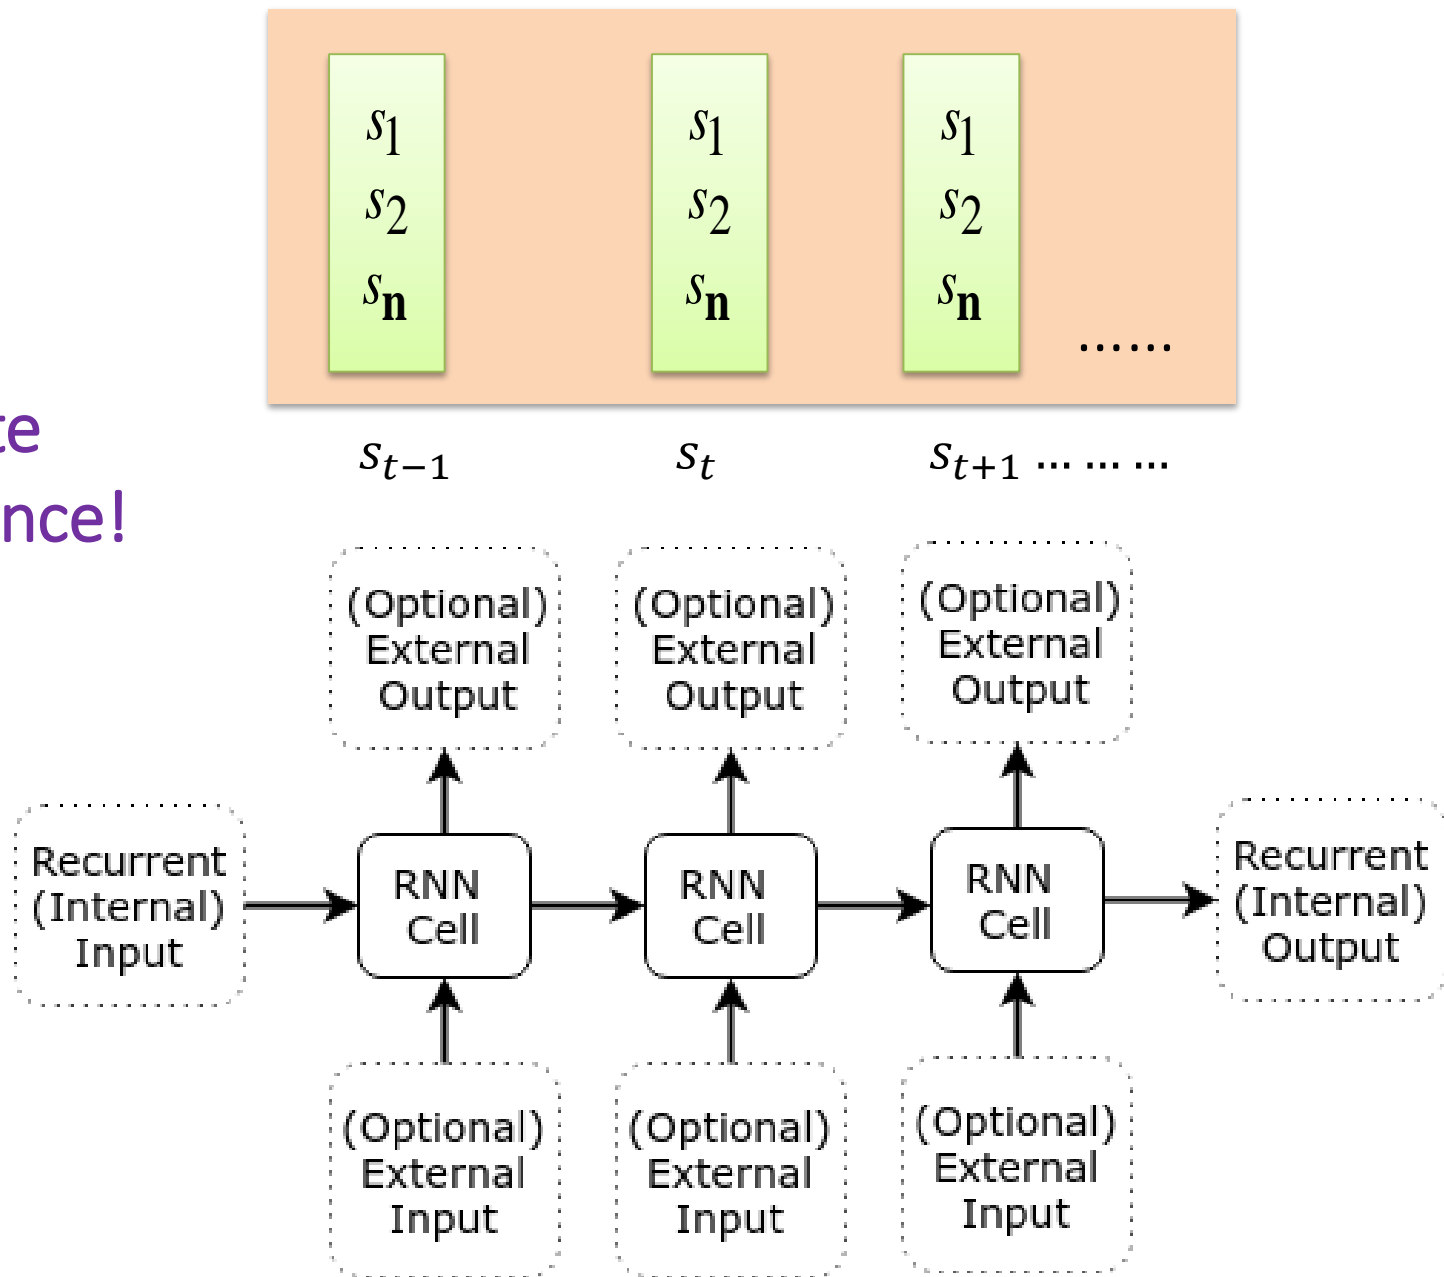 s1 s1 s1
s2 s2 s2
sn sn sn
......
te
st−1 st st+1 ... ... ...
nce!
(Optional) (Optional) (Optional)
External External External
Output Output Output
Recurrent RNN RNN RNN Recurrent
(Internal) Cell Cell Cell (Internal)
Input Output
(Optional) (Optional) (Optional)
External External External
Input Input Input